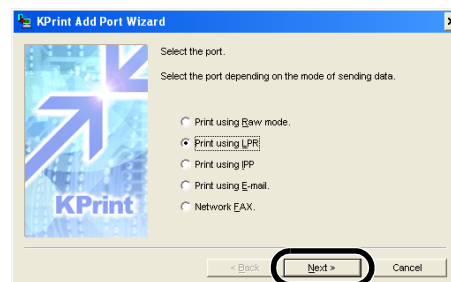 KPrint Add Port Wizard
Select the port.
Select the port depending on the mode of sending data.
Print using Raw mode.
Print using LPR
Print using IPP
Print using E-mail.
Network FAX.
KPrint
< Back
Next >
Cancel